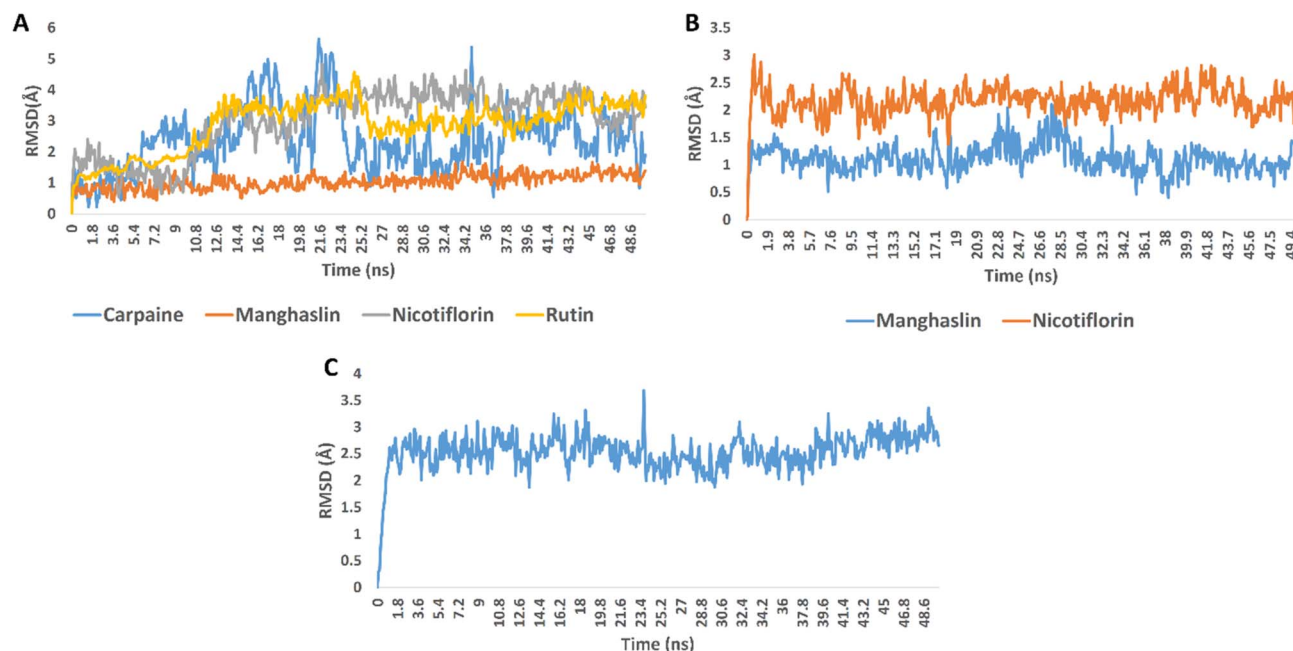 A
RMSD(Å)
6
5
4
3
2
1
0
0 1.8 3.6 5.4 7.2 9 10.8 12.6 14.4 16.2 18 19.8 21.6 23.4 25.2 27 28.8 30.6 32.4 34.2 36 37.8 39.6 41.4 43.2 45 46.8 48.6
Time (ns)
Carpaine Manghaslin Nicotiflorin Rutin
B
RMSD (Å)
3.5
3
2.5
2
1.5
1
0.5
0
0 1.9 3.8 5.7 7.6 9.5 11.4 13.3 15.2 17.1 19 20.9 22.8 24.7 26.6 28.5 30.4 32.3 34.2 36.1 38 39.9 41.8 43.7 45.6 47.5 49.4
Time (ns)
Manghaslin Nicotiflorin
C
RMSD (Å)
4
3.5
3
2.5
2
1.5
1
0.5
0
0 1.8 3.6 5.4 7.2 9 10.8 12.6 14.4 16.2 18 19.8 21.6 23.4 25.2 27 28.8 30.6 32.4 34.2 36 37.8 39.6 41.4 43.2 45 46.8 48.6
Time (ns)